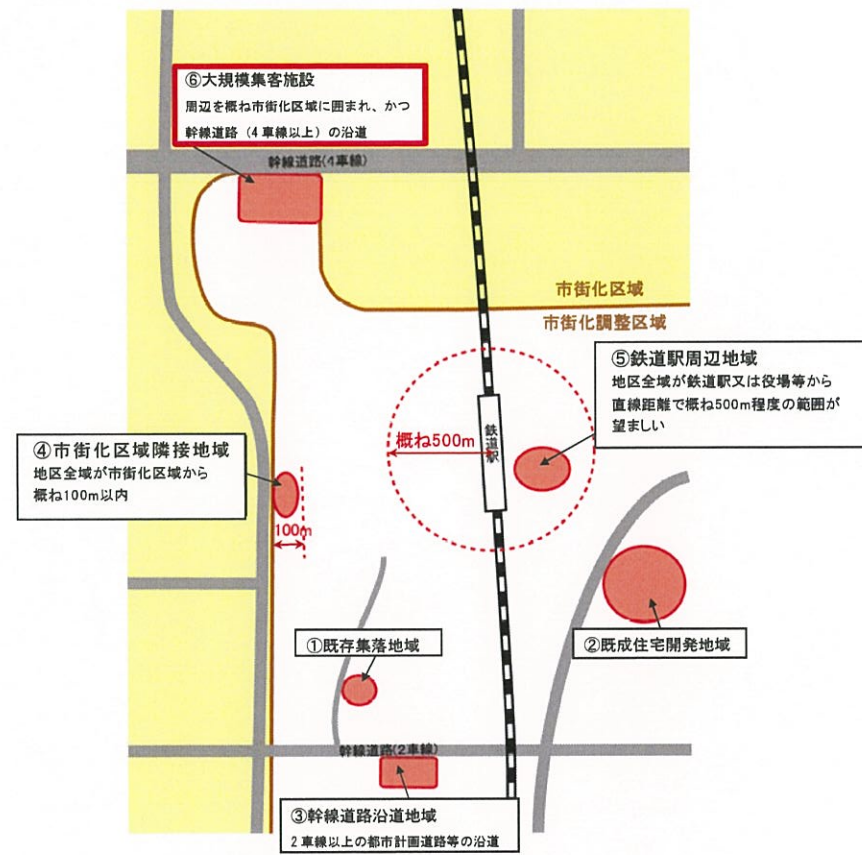 ⑥大規模集客施設
周辺を概ね市街化区域に囲まれ、かつ
幹線道路（4車線以上）の沿道
幹線道路(4車線)
市街化区域
市街化調整区域
⑤鉄道駅周辺地域
地区全域が鉄道駅又は役場等から
直線距離で概ね500m程度の範囲が
望ましい
鉄道駅
概ね500m
④市街化区域隣接地域
地区全域が市街化区域から
概ね100m以内
100m
①既存集落地域
②既成住宅開発地域
幹線道路(2車線)
③幹線道路沿道地域
2車線以上の都市計画道路等の沿道